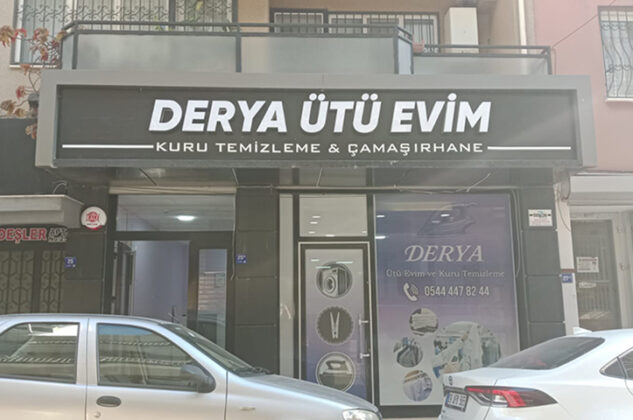 DERYA ÜTÜ EVİM
KURU TEMİZLEME & ÇAMAŞIRHANE
DERYA
Ütü Evim ve Kuru Temizleme
0544 447 82 44